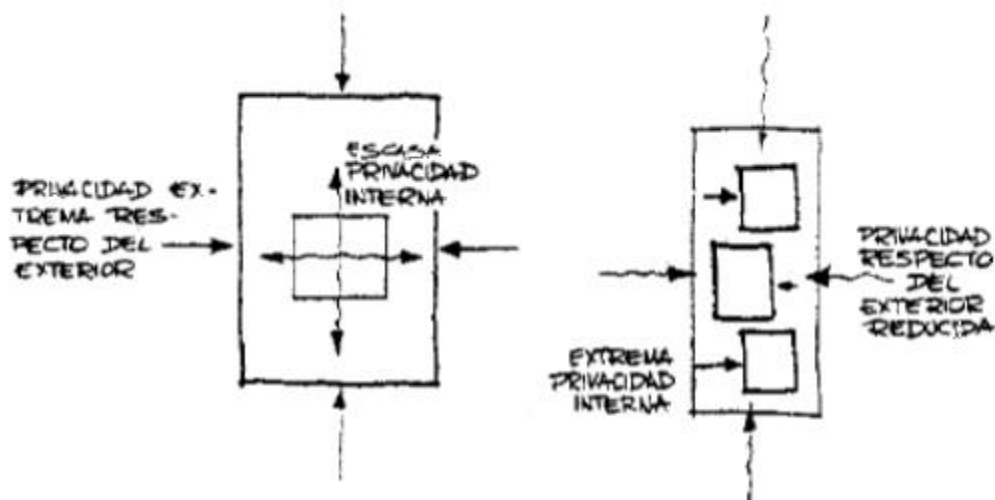 PRIVACIDAD EX-
TREMA RES-
PECTO DEL
EXTERIOR
ESCASA
PRIVACIDAD
INTERNA
EXTREMA
PRIVACIDAD
INTERNA
PRIVACIDAD
RESPECTO
DEL
EXTERIOR
REDUCIDA